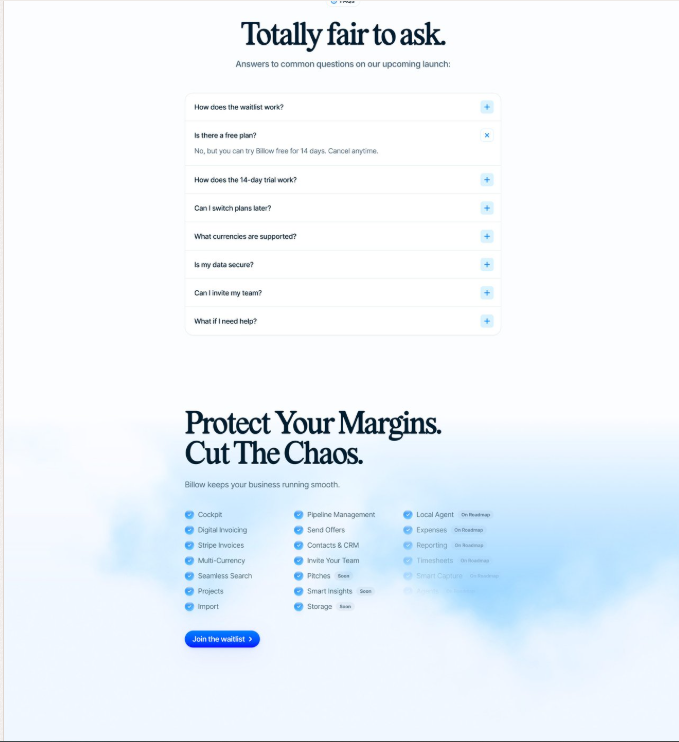 FAQs
Totally fair to ask.
Answers to common questions on our upcoming launch:
How does the waitlist work?
Is there a free plan?
No, but you can try Billow free for 14 days. Cancel anytime.
How does the 14-day trial work?
Can I switch plans later?
What currencies are supported?
Is my data secure?
Can I invite my team?
What if I need help?
Protect Your Margins.
Cut The Chaos.
Billow keeps your business running smooth.
Cockpit
Digital Invoicing
Stripe Invoices
Multi-Currency
Seamless Search
Projects
Import
Pipeline Management
Send Offers
Contacts & CRM
Invite Your Team
Pitches Soon
Smart Insights Soon
Storage Soon
Local Agent On Roadmap
Expenses On Roadmap
Reporting On Roadmap
Timesheets On Roadmap
Smart Capture On Roadmap
Join the waitlist